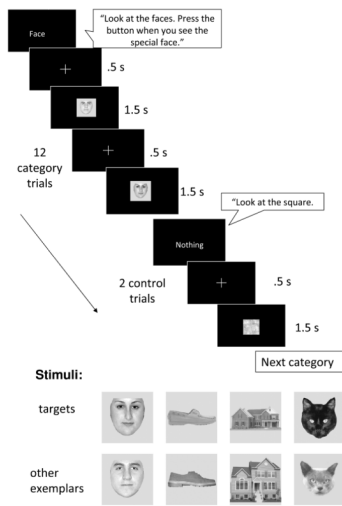 Face
"Look at the faces. Press the
button when you see the
special face."
.5 s
1.5 s
.5 s
12
category
trials
1.5 s
"Look at the square.
Nothing
2 control
trials
.5 s
1.5 s
Next category
Stimuli:
targets
other
exemplars